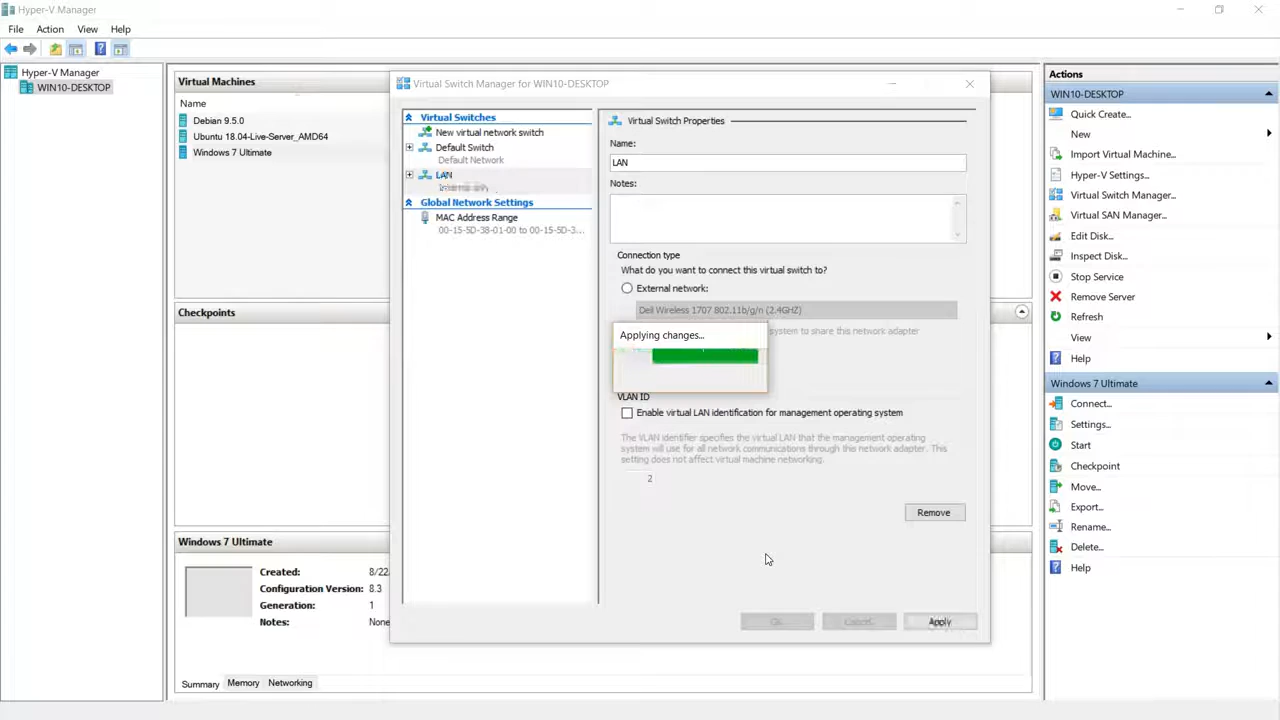 Hyper-V Manager
File Action View Help
Hyper-V Manager
WIN10-DESKTOP
Virtual Machines
Name
Debian 9.5.0
Ubuntu 18.04-Live-Server_AMD64
Windows 7 Ultimate
Checkpoints
Windows 7 Ultimate
Created: 8/22
Configuration Version: 8.3
Generation: 1
Notes: None
Summary Memory Networking
Virtual Switch Manager for WIN10-DESKTOP
Virtual Switches
New virtual network switch
Default Switch
Default Network
LAN
Global Network Settings
MAC Address Range
00-15-5D-38-01-00 to 00-15-5D-3...
Virtual Switch Properties
Name:
LAN
Notes:
Connection type
What do you want to connect this virtual switch to?
External network:
Dell Wireless 1707 802.11b/g/n (2.4GHZ)
system to share this network adapter
Applying changes...
VLAN ID
Enable virtual LAN identification for management operating system
The VLAN identifier specifies the virtual LAN that the management operating
system will use for all network communications through this network adapter. This
setting does not affect virtual machine networking.
2
Remove
Apply
Actions
WIN10-DESKTOP
Quick Create...
New
Import Virtual Machine...
Hyper-V Settings...
Virtual Switch Manager...
Virtual SAN Manager...
Edit Disk...
Inspect Disk...
Stop Service
Remove Server
Refresh
View
Help
Windows 7 Ultimate
Connect...
Settings...
Start
Checkpoint
Move...
Export...
Rename...
Delete...
Help